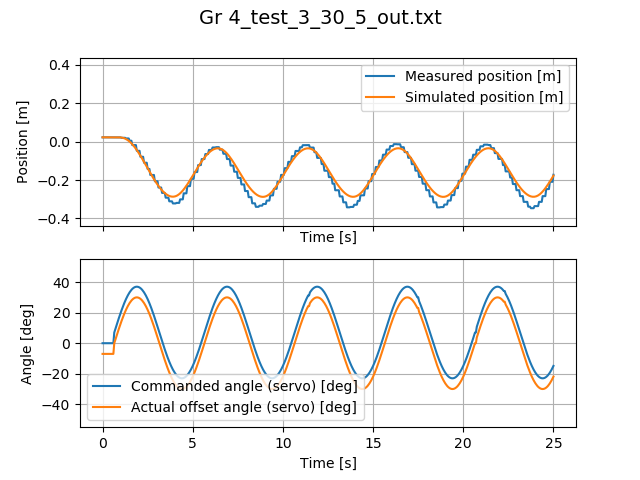 Gr 4_test_3_30_5_out.txt
0.4
0.2
0.0
−0.2
−0.4
Position [m]
Measured position [m]
Simulated position [m]
Time [s]
40
20
0
−20
−40
Angle [deg]
Commanded angle (servo) [deg]
Actual offset angle (servo) [deg]
0 5 10 15 20 25
Time [s]